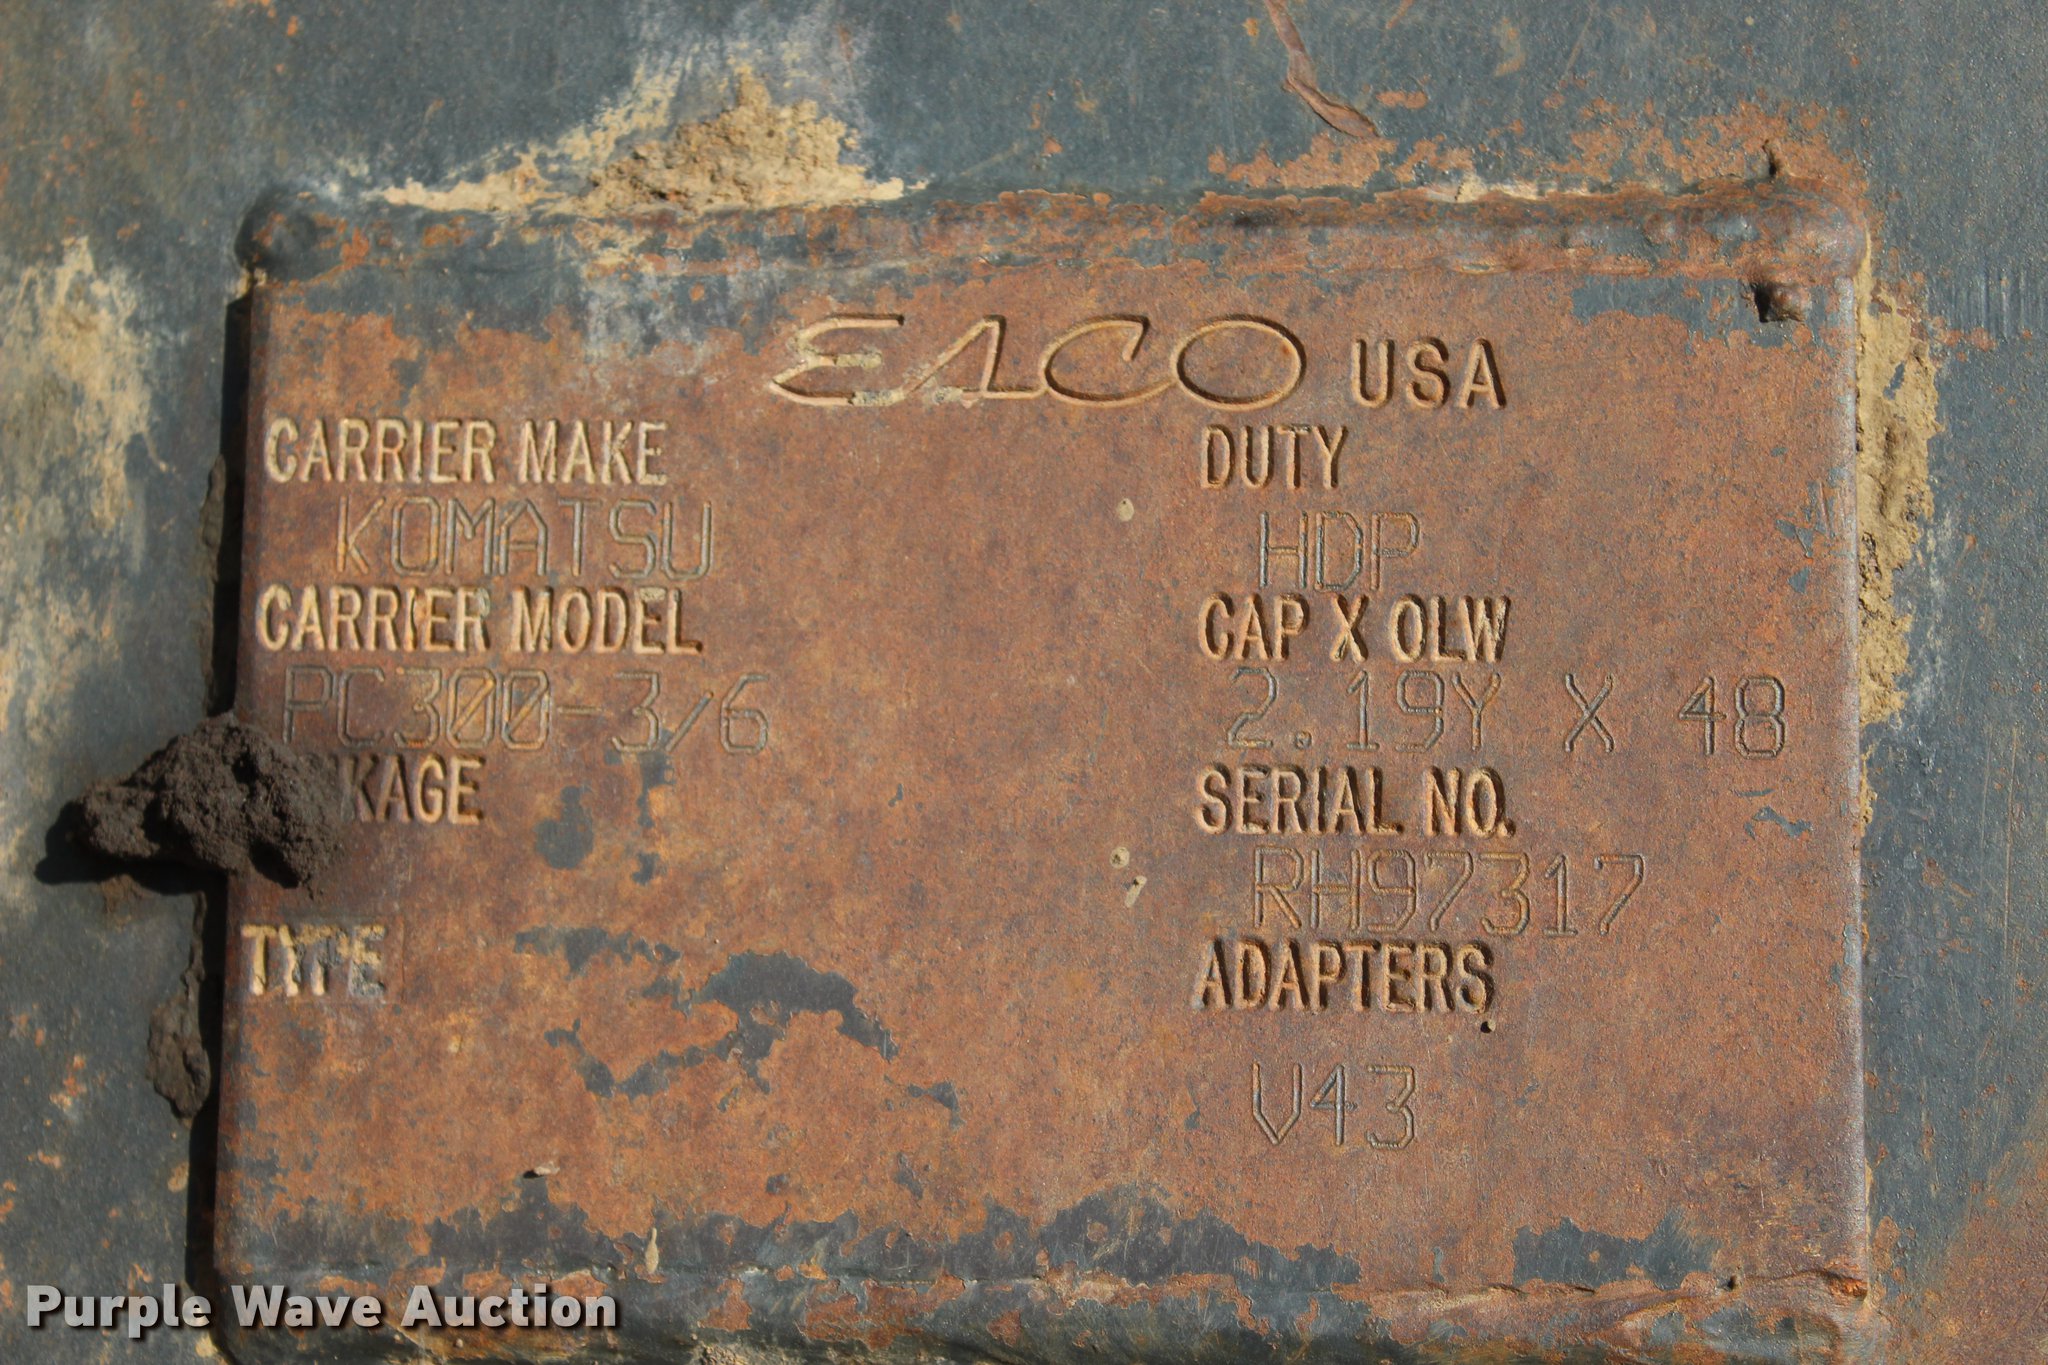 ESCO USA
CARRIER MAKE
KOMATSU
CARRIER MODEL
PC300-3/6
KAGE
TYPE
DUTY
HDP
CAP X OLW
2.19Y X 48
SERIAL NO.
RH97317
ADAPTERS
V43
Purple Wave Auction